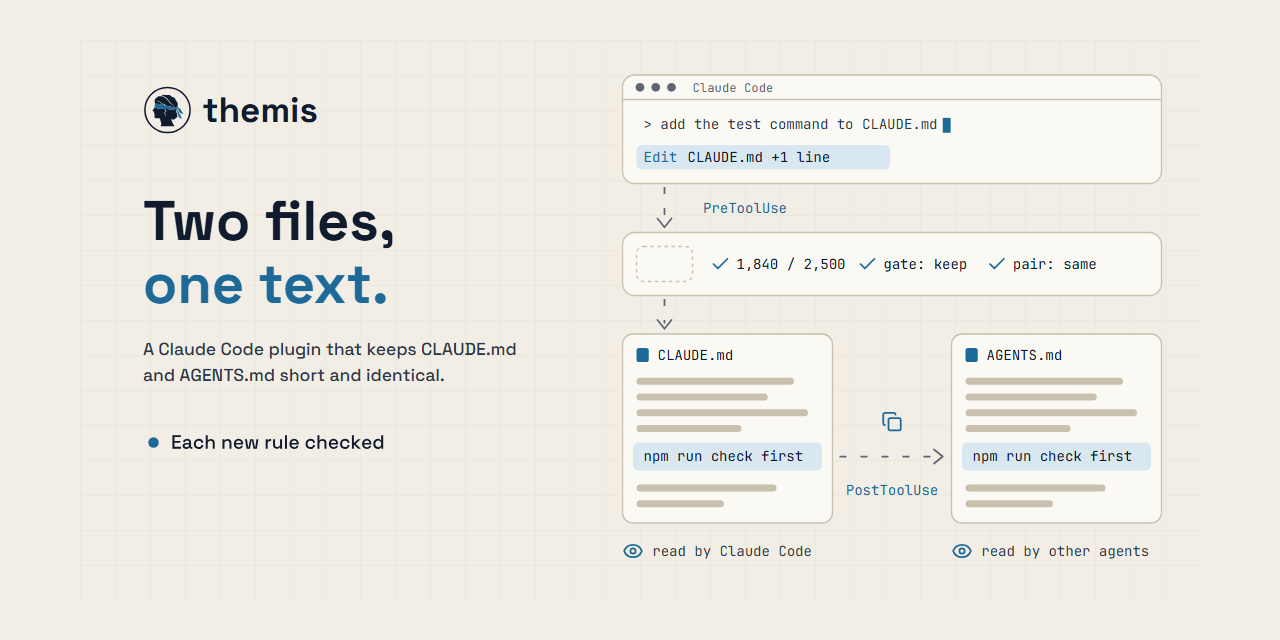 themis
Two files,
one text.
A Claude Code plugin that keeps CLAUDE.md
and AGENTS.md short and identical.
Each new rule checked
Claude Code
> add the test command to CLAUDE.md
Edit CLAUDE.md +1 line
PreToolUse
1,840 / 2,500
gate: keep
pair: same
CLAUDE.md
npm run check first
read by Claude Code
PostToolUse
AGENTS.md
npm run check first
read by other agents